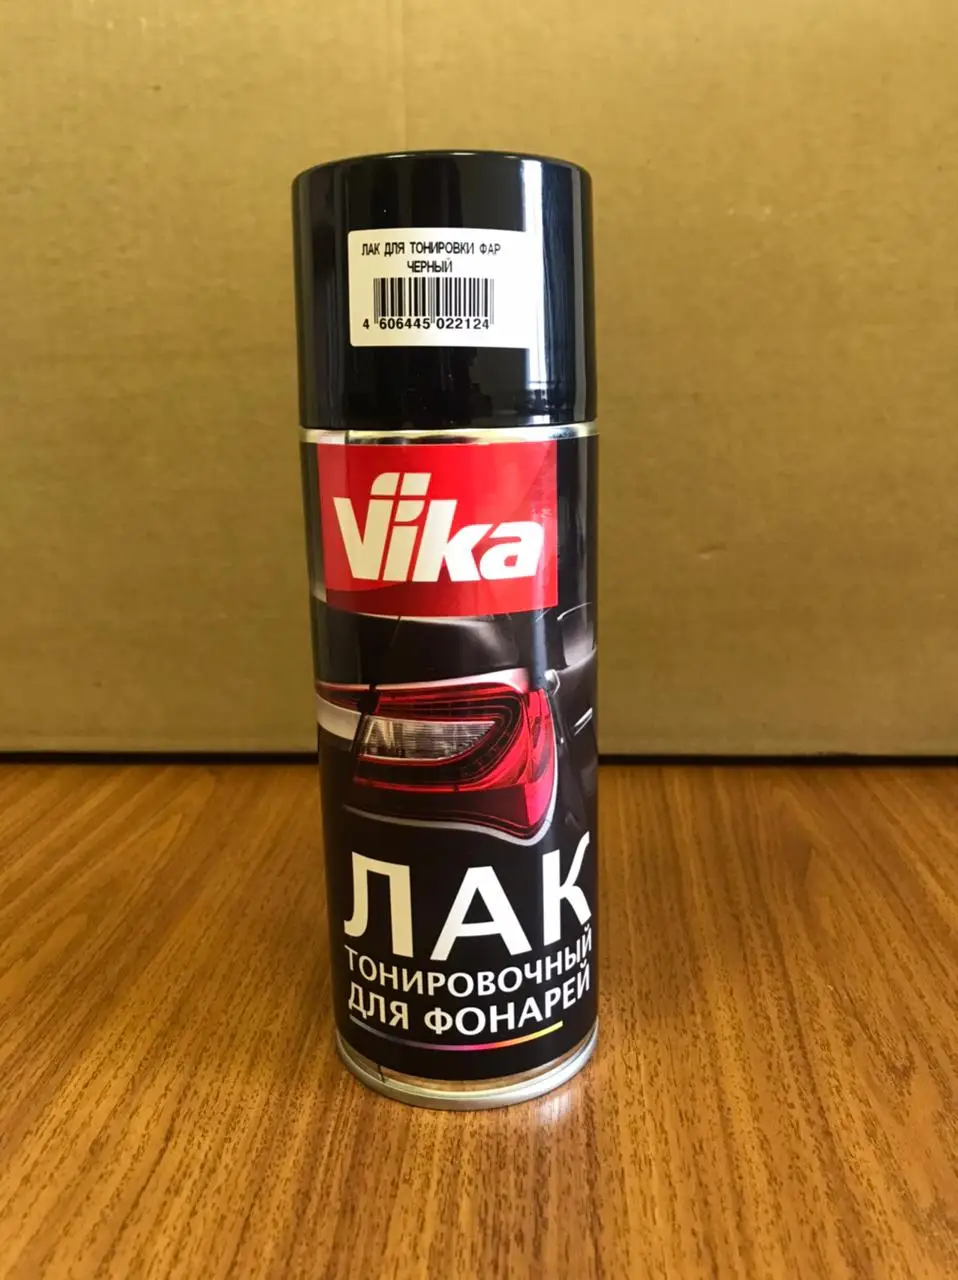 ЛАК ДЛЯ ТОНИРОВКИ ФАР
ЧЕРНЫЙ
4 606445 022124
Vika
ЛАК
ТОНИРОВОЧНЫЙ
ДЛЯ ФОНАРЕЙ